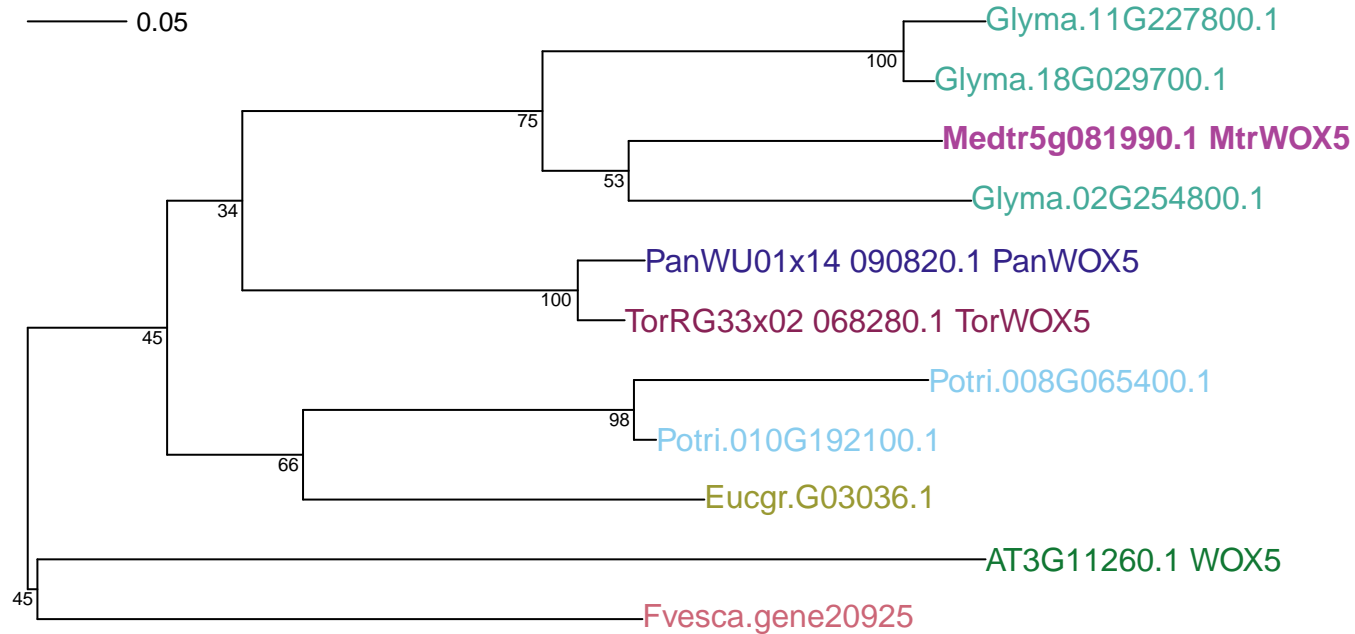 0.05
Glyma.11G227800.1
100
Glyma.18G029700.1
75
Medtr5g081990.1 MtrWOX5
53
Glyma.02G254800.1
34
PanWU01x14 090820.1 PanWOX5
100
TorRG33x02 068280.1 TorWOX5
45
Potri.008G065400.1
98
Potri.010G192100.1
66
Eucgr.G03036.1
AT3G11260.1 WOX5
45
Fvesca.gene20925